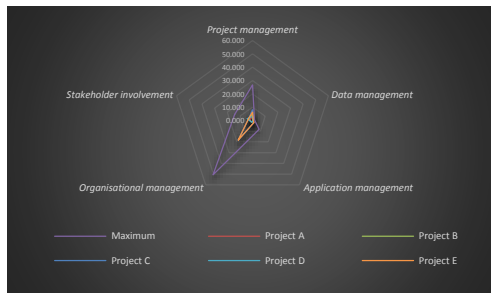 Project management
60.000
50.000
40.000
30.000
20.000
10.000
0.000
Stakeholder involvement
Data management
Organisational management
Application management
Maximum
Project A
Project B
Project C
Project D
Project E